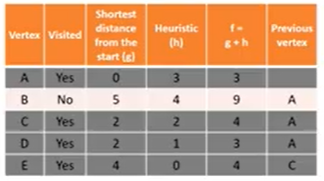 Vertex Visited Shortest distance from the start (g) Heuristic (h) f = g + h Previous vertex
A Yes 0 3 3
B No 5 4 9 A
C Yes 2 2 4 A
D Yes 2 1 3 A
E Yes 4 0 4 C